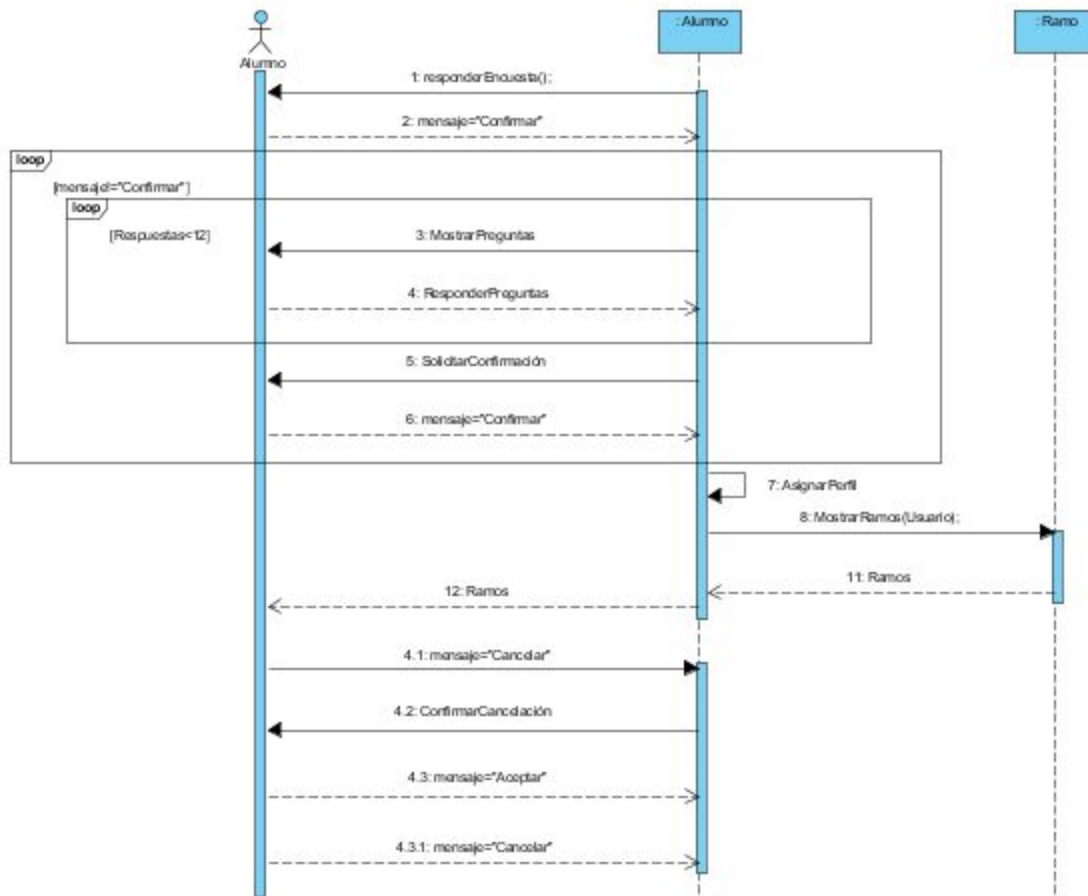 : Alumno
: Ramo
Alumno
1: responderEncuesta();
2: mensaje="Confirmar"
loop
[mensaje!="Confirmar"]
loop
[Respuestas<12]
3: MostrarPreguntas
4: ResponderPreguntas
5: SolicitarConfirmación
6: mensaje="Confirmar"
7: AsignarPerfil
8: MostrarRamos(Usuario);
11: Ramos
12: Ramos
4.1: mensaje="Cancelar"
4.2: ConfirmarCancelación
4.3: mensaje="Aceptar"
4.3.1: mensaje="Cancelar"